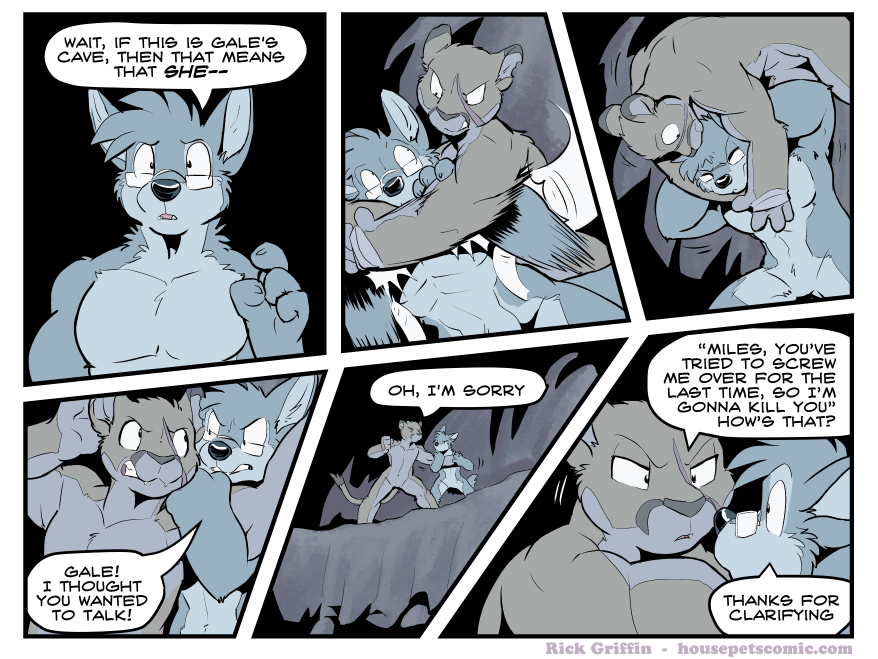 WAIT, IF THIS IS GALE'S
CAVE, THEN THAT MEANS
THAT SHE--
GALE!
I THOUGHT
YOU WANTED
TO TALK!
OH, I'M SORRY
"MILES, YOU'VE
TRIED TO SCREW
ME OVER FOR THE
LAST TIME, SO I'M
GONNA KILL YOU"
HOW'S THAT?
THANKS FOR
CLARIFYING
Rick Griffin - housepetscomic.com